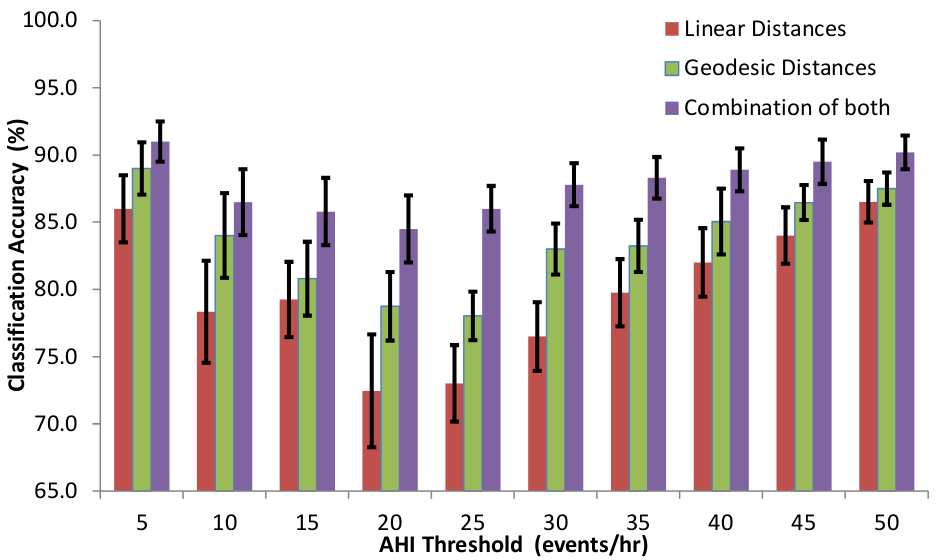 100.0
95.0
90.0
85.0
80.0
75.0
70.0
65.0
Classification Accuracy (%)
Linear Distances
Geodesic Distances
Combination of both
5 10 15 20 25 30 35 40 45 50
AHI Threshold (events/hr)